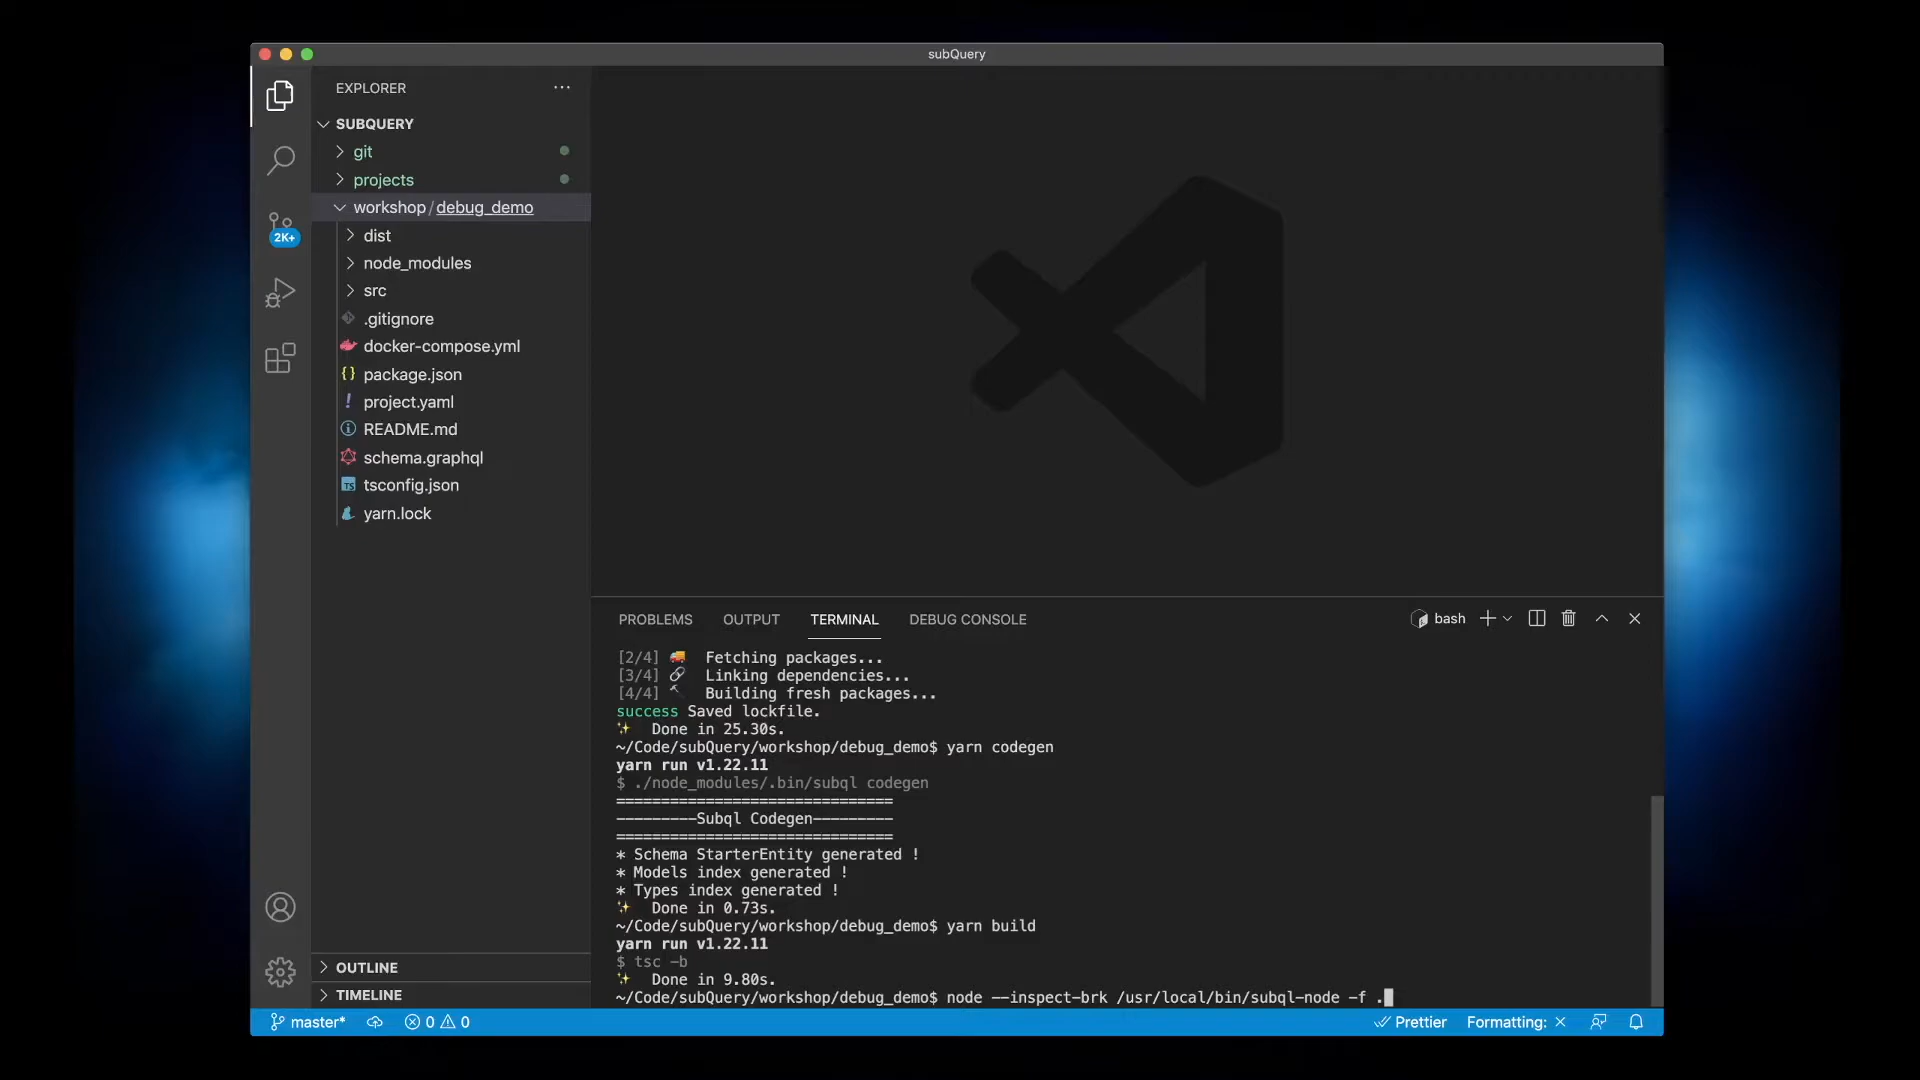 subQuery
EXPLORER
SUBQUERY
git
projects
workshop/debug_demo
dist
node_modules
src
.gitignore
docker-compose.yml
package.json
project.yaml
README.md
schema.graphql
tsconfig.json
yarn.lock
2K+
OUTLINE
TIMELINE
PROBLEMS OUTPUT TERMINAL DEBUG CONSOLE
bash
[2/4] 🚚 Fetching packages...
[3/4] 🔗 Linking dependencies...
[4/4] 🔨 Building fresh packages...
success Saved lockfile.
✨ Done in 25.30s.
~/Code/subQuery/workshop/debug_demo$ yarn codegen
yarn run v1.22.11
$ ./node_modules/.bin/subql codegen
===============================
---------Subql Codegen---------
===============================
* Schema StarterEntity generated !
* Models index generated !
* Types index generated !
✨ Done in 0.73s.
~/Code/subQuery/workshop/debug_demo$ yarn build
yarn run v1.22.11
$ tsc -b
✨ Done in 9.80s.
~/Code/subQuery/workshop/debug_demo$ node --inspect-brk /usr/local/bin/subql-node -f .
master* 0 0
Prettier Formatting: ×